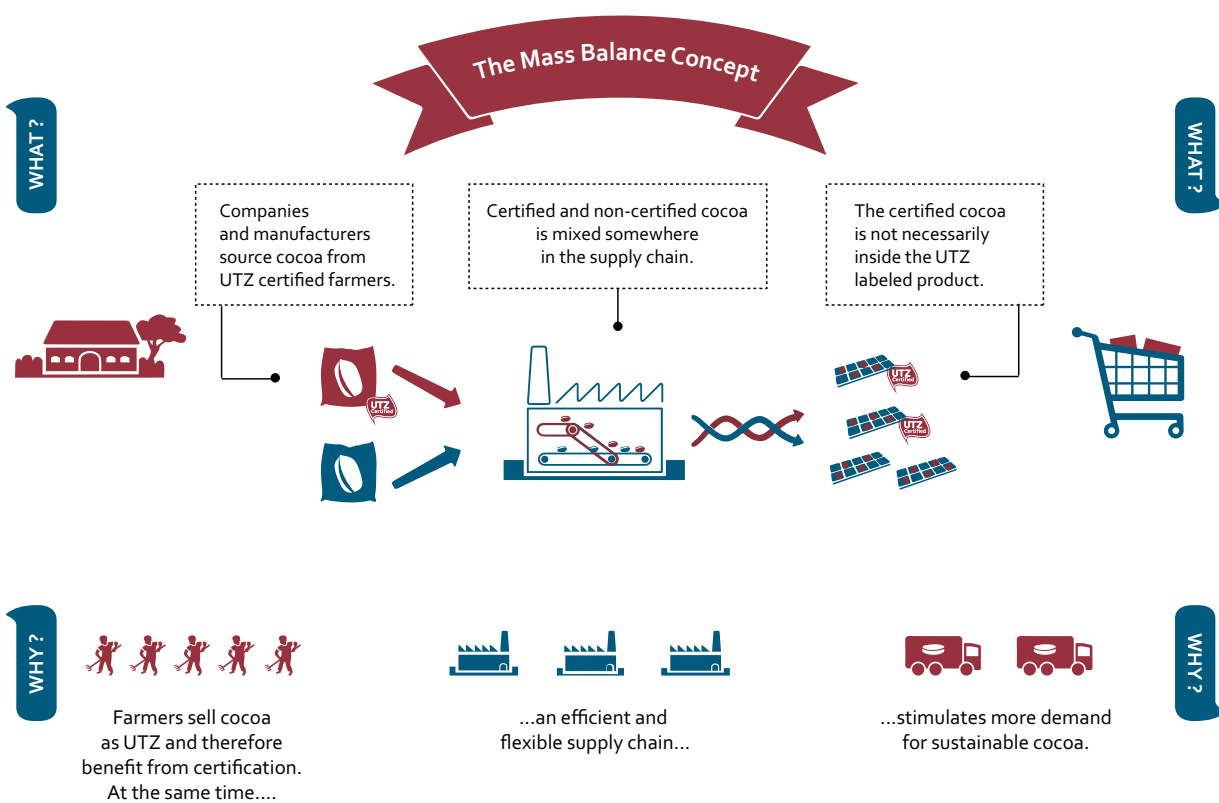 The Mass Balance Concept
WHAT?
WHAT?
Companies
and manufacturers
source cocoa from
UTZ certified farmers.
Certified and non-certified cocoa
is mixed somewhere
in the supply chain.
The certified cocoa
is not necessarily
inside the UTZ
labeled product.
UTZ
Certified
UTZ
Certified
UTZ
Certified
WHY?
WHY?
Farmers sell cocoa
as UTZ and therefore
benefit from certification.
At the same time....
...an efficient and
flexible supply chain...
...stimulates more demand
for sustainable cocoa.